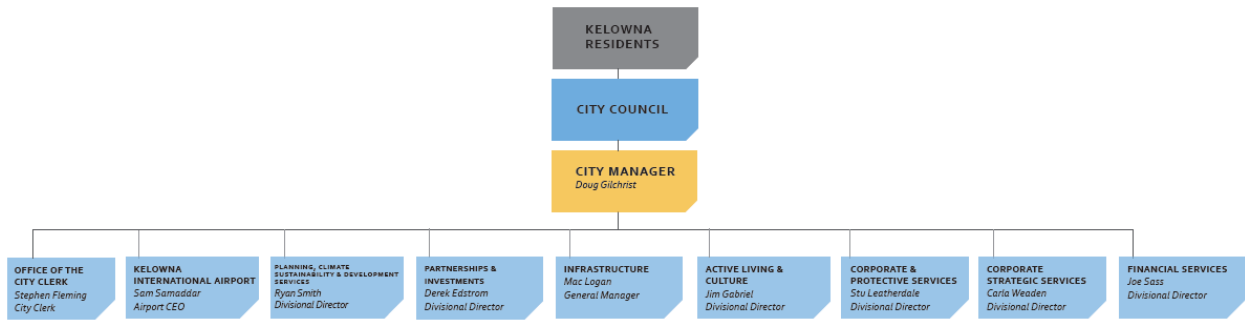 KELOWNA
RESIDENTS
CITY COUNCIL
CITY MANAGER
Doug Gilchrist
OFFICE OF THE
CITY CLERK
Stephen Fleming
City Clerk
KELOWNA
INTERNATIONAL AIRPORT
Sam Samaddar
Airport CEO
PLANNING, CLIMATE
SUSTAINABILITY & DEVELOPMENT
SERVICES
Ryan Smith
Divisional Director
PARTNERSHIPS &
INVESTMENTS
Derek Edstrom
Divisional Director
INFRASTRUCTURE
Mac Logan
General Manager
ACTIVE LIVING &
CULTURE
Jim Gabriel
Divisional Director
CORPORATE &
PROTECTIVE SERVICES
Stu Leatherdale
Divisional Director
CORPORATE
STRATEGIC SERVICES
Carla Weaden
Divisional Director
FINANCIAL SERVICES
Joe Sass
Divisional Director